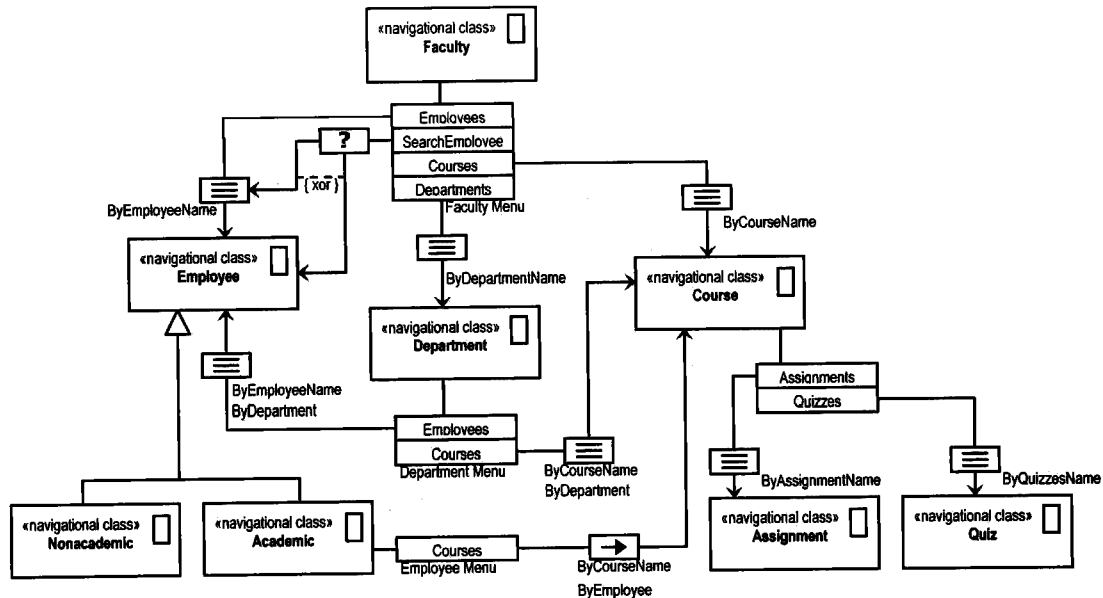 «navigational class»
Faculty
Employees
SearchEmployee
Courses
Departments
Faculty Menu
?
{ xor }
ByEmployeeName
ByCourseName
«navigational class»
Employee
ByDepartmentName
«navigational class»
Course
«navigational class»
Department
ByEmployeeName
ByDepartment
Assignments
Quizzes
Employees
Courses
Department Menu
ByCourseName
ByDepartment
ByAssignmentName
ByQuizzesName
«navigational class»
Nonacademic
«navigational class»
Academic
«navigational class»
Assignment
«navigational class»
Quiz
Courses
Employee Menu
ByCourseName
ByEmployee